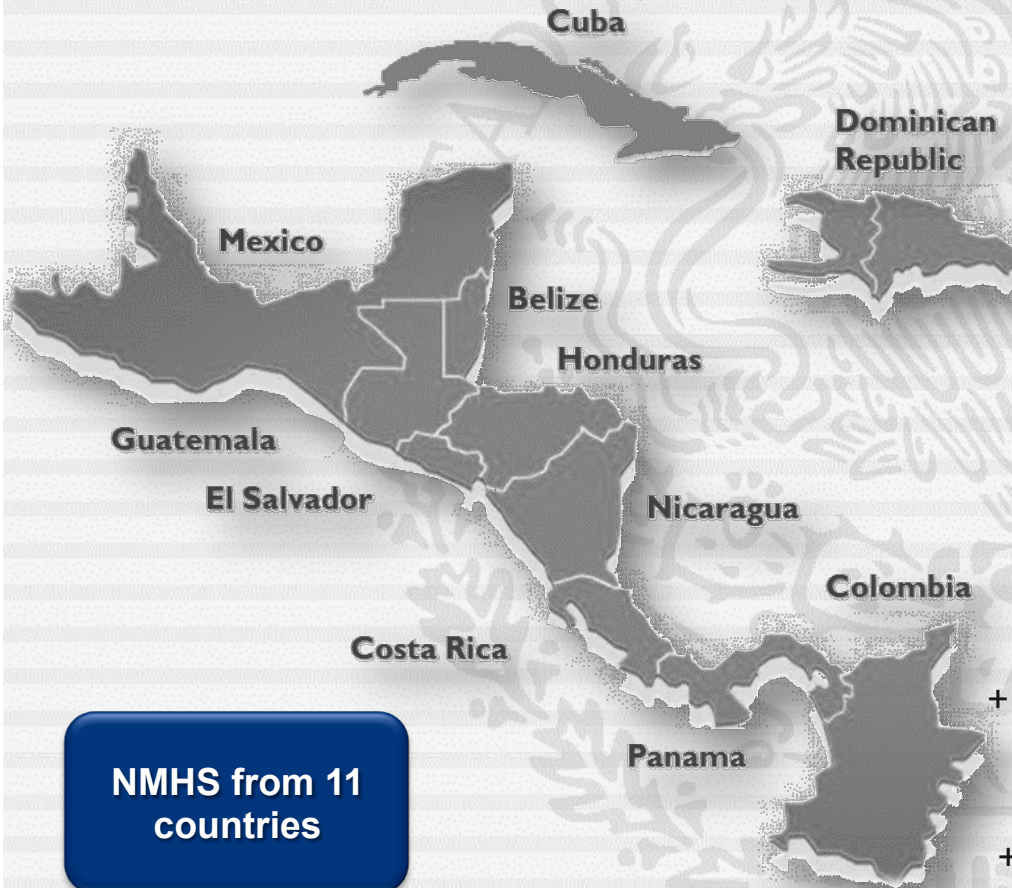 Cuba
Dominican
Republic
Mexico
Belize
Honduras
Guatemala
El Salvador
Nicaragua
Colombia
Costa Rica
+
Panama
NMHS from 11
countries
+